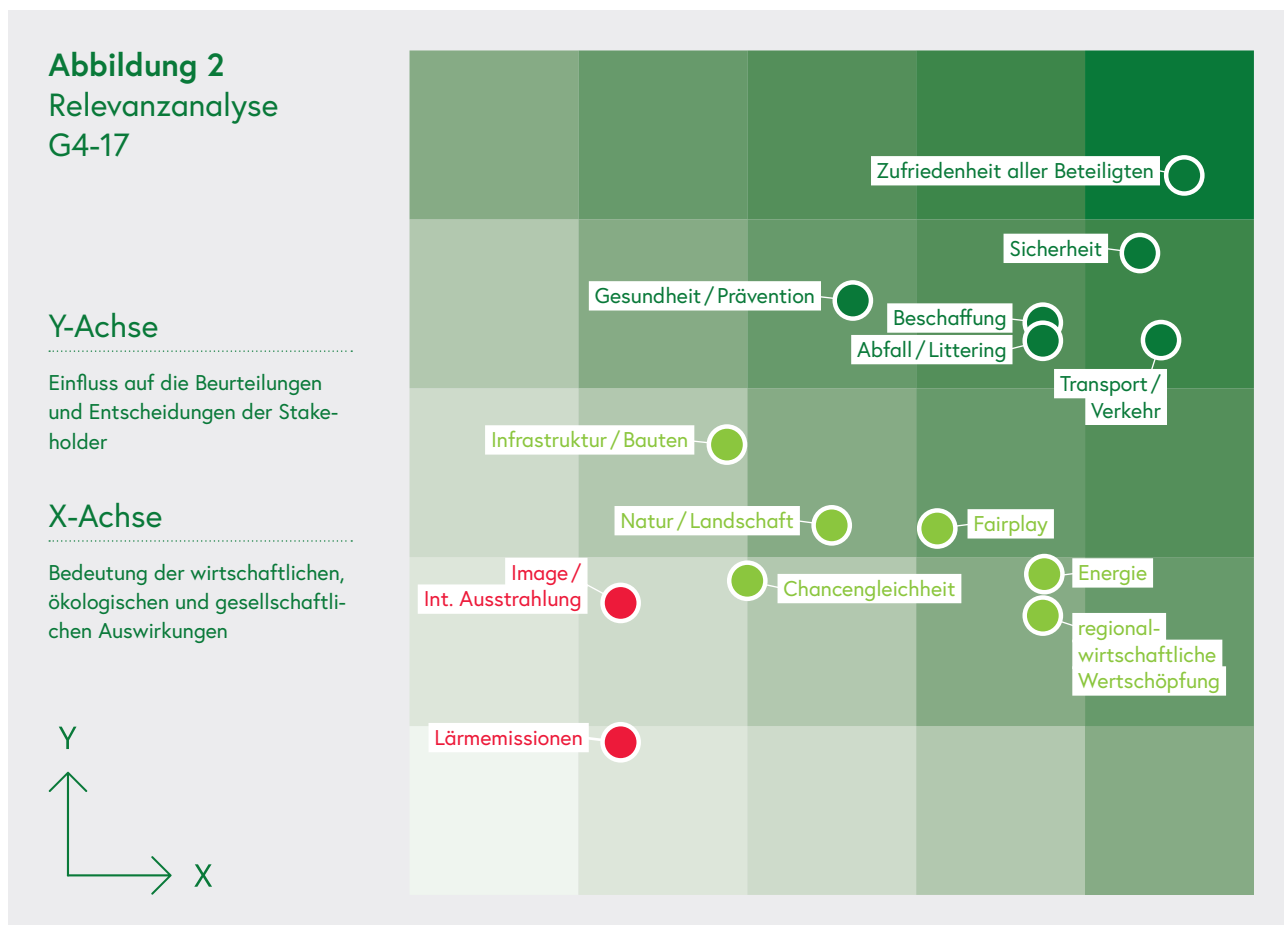 Abbildung 2
Relevanzanalyse
G4-17
Y-Achse
Einfluss auf die Beurteilungen
und Entscheidungen der Stake-
holder
X-Achse
Bedeutung der wirtschaftlichen,
ökologischen und gesellschaftli-
chen Auswirkungen
Y
X
Zufriedenheit aller Beteiligten
Sicherheit
Gesundheit / Prävention
Beschaffung
Abfall / Littering
Transport /
Verkehr
Infrastruktur / Bauten
Natur / Landschaft
Fairplay
Image /
Int. Ausstrahlung
Chancengleichheit
Energie
regional-
wirtschaftliche
Wertschöpfung
Lärmemissionen